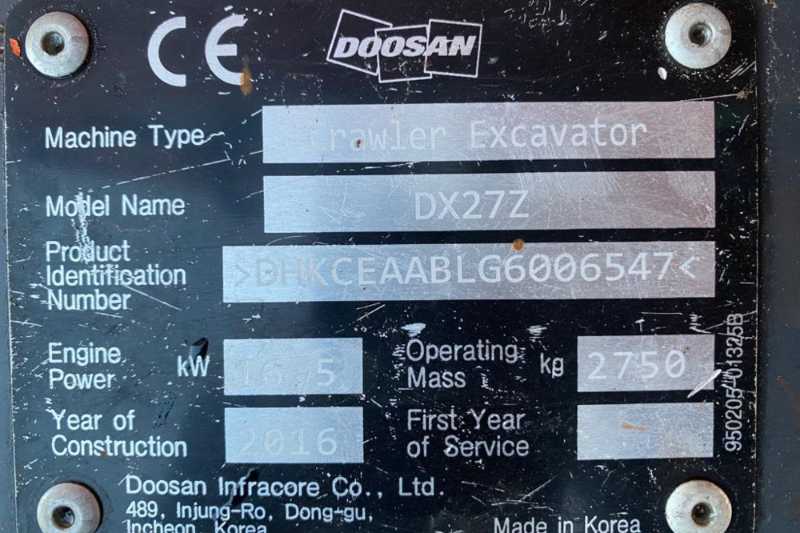 CE DOOSAN
Machine Type Crawler Excavator
Model Name DX27Z
Product
Identification
Number >DHKCEAABLG6006547<
Engine
Power kW 16.5
Operating
Mass kg 2750
Year of
Construction 2016
First Year
of Service
950205-01325B
Doosan Infracore Co., Ltd.
489, Injung-Ro, Dong-gu,
Incheon, Korea
Made in Korea